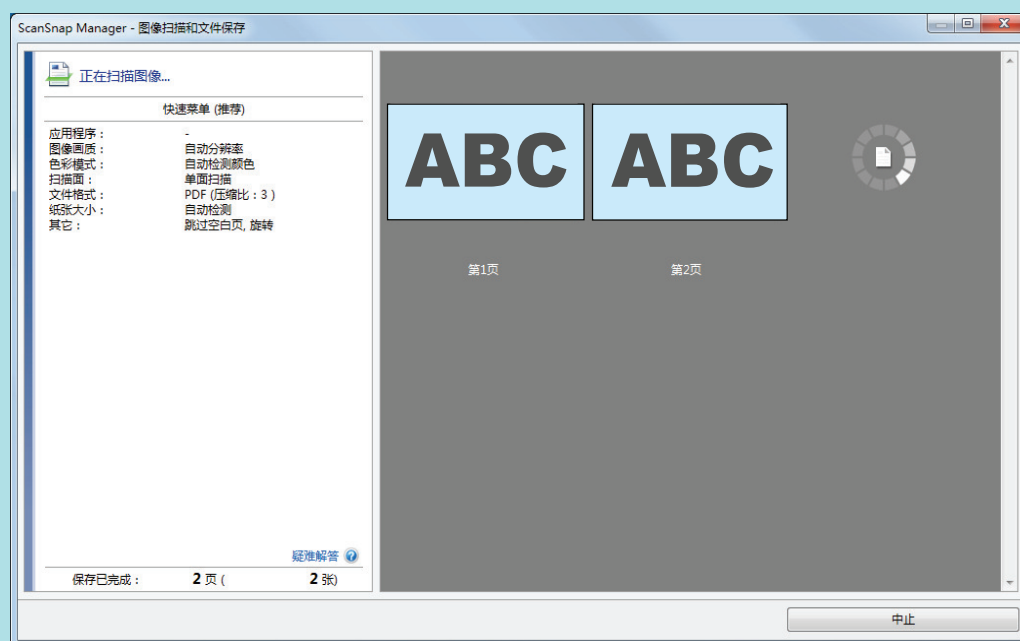 ScanSnap Manager - 图像扫描和文件保存
正在扫描图像...
快速菜单 (推荐)
应用程序： -
图像画质： 自动分辨率
色彩模式： 自动检测颜色
扫描面： 单面扫描
文件格式： PDF (压缩比：3 )
纸张大小： 自动检测
其它： 跳过空白页, 旋转
ABC ABC
第1页 第2页
疑难解答
保存已完成： 2 页 ( 2 张)
中止